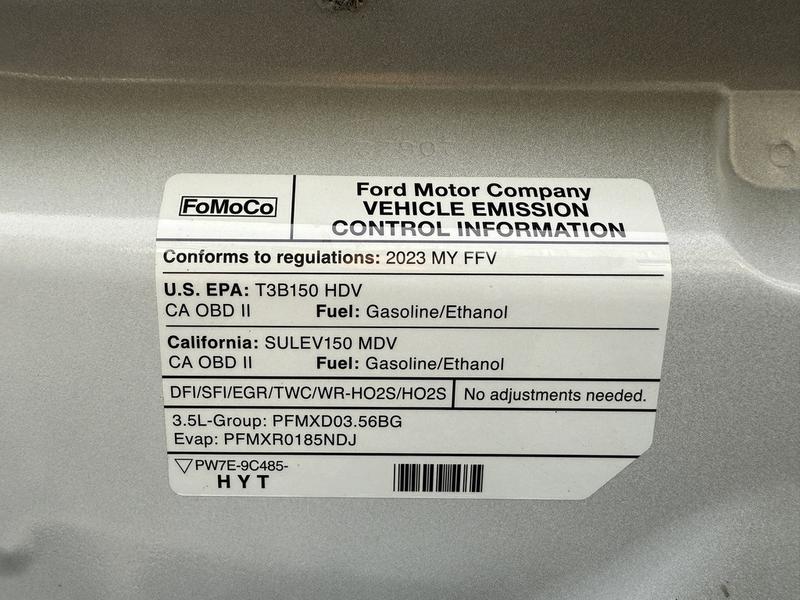 FoMoCo
Ford Motor Company
VEHICLE EMISSION
CONTROL INFORMATION
Conforms to regulations: 2023 MY FFV
U.S. EPA: T3B150 HDV
CA OBD II Fuel: Gasoline/Ethanol
California: SULEV150 MDV
CA OBD II Fuel: Gasoline/Ethanol
DFI/SFI/EGR/TWC/WR-HO2S/HO2S No adjustments needed.
3.5L-Group: PFMXD03.56BG
Evap: PFMXR0185NDJ
PW7E-9C485-
HYT